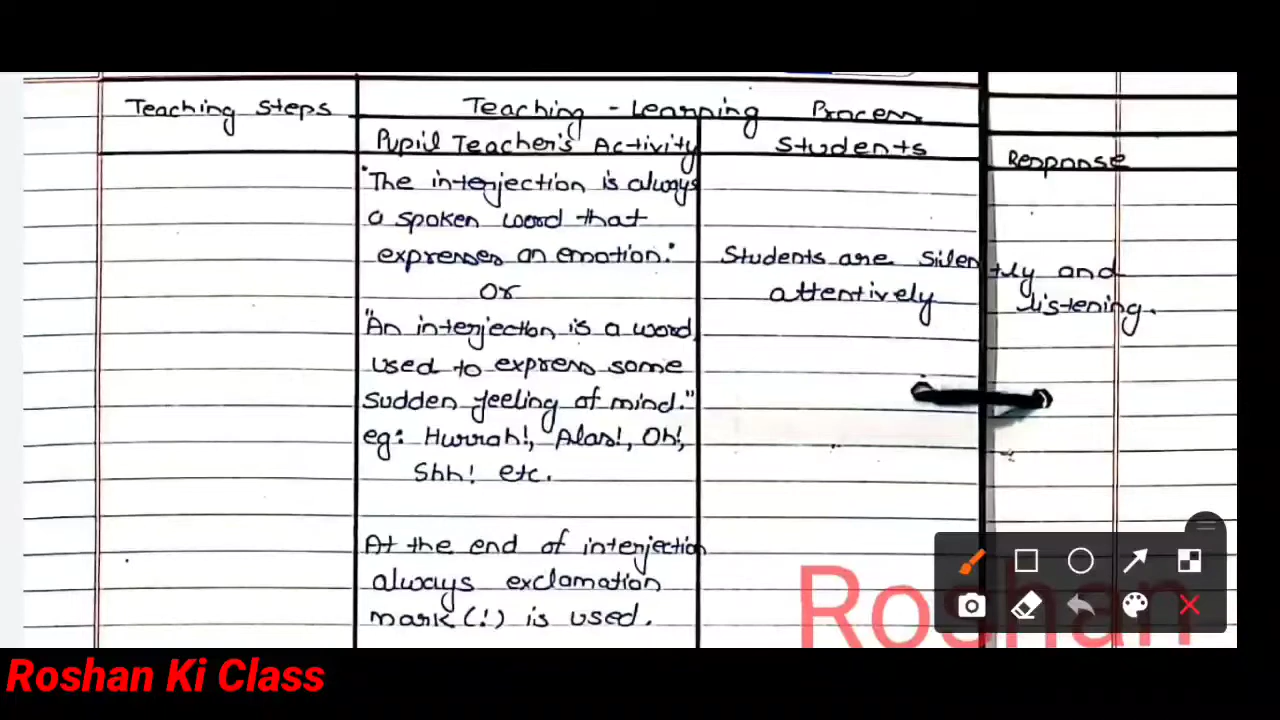 Teaching Steps
Teaching - Learning Process
Pupil Teacher's Activity
Students Response
"The interjection is always
a spoken word that
expresses an emotion."
Or
"An interjection is a word
used to express some
sudden feeling of mind."
eg: Hurrah!, Alas!, Oh!,
Shh! etc.
At the end of interjection
always exclamation
mark (!) is used.
Students are silently and
attentively listening.
Roshan
Roshan Ki Class